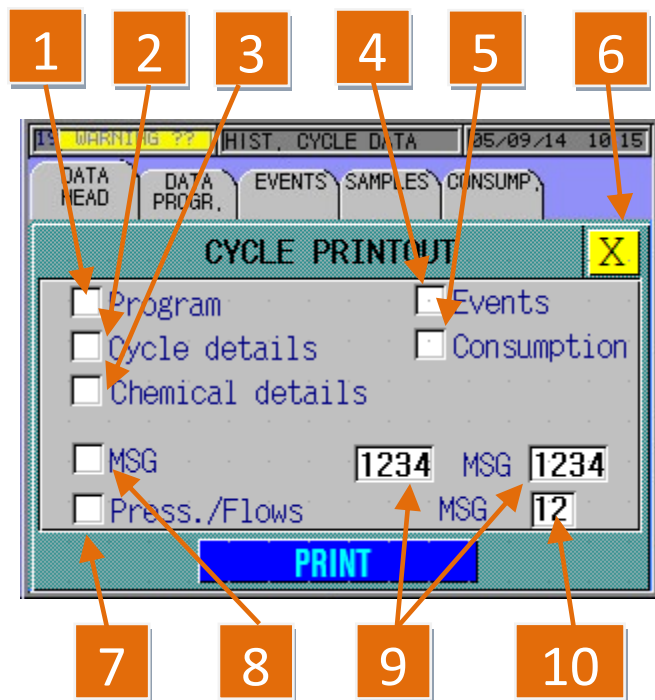 1 2 3 4 5 6
19 WARNING ?? HIST. CYCLE DATA 05/09/14 10:15
DATA HEAD
DATA PROGR.
EVENTS
SAMPLES
CONSUMP.
CYCLE PRINTOUT X
Program Events
Cycle details Consumption
Chemical details
MSG 1234 MSG 1234
Press./Flows MSG 12
PRINT
7 8 9 10